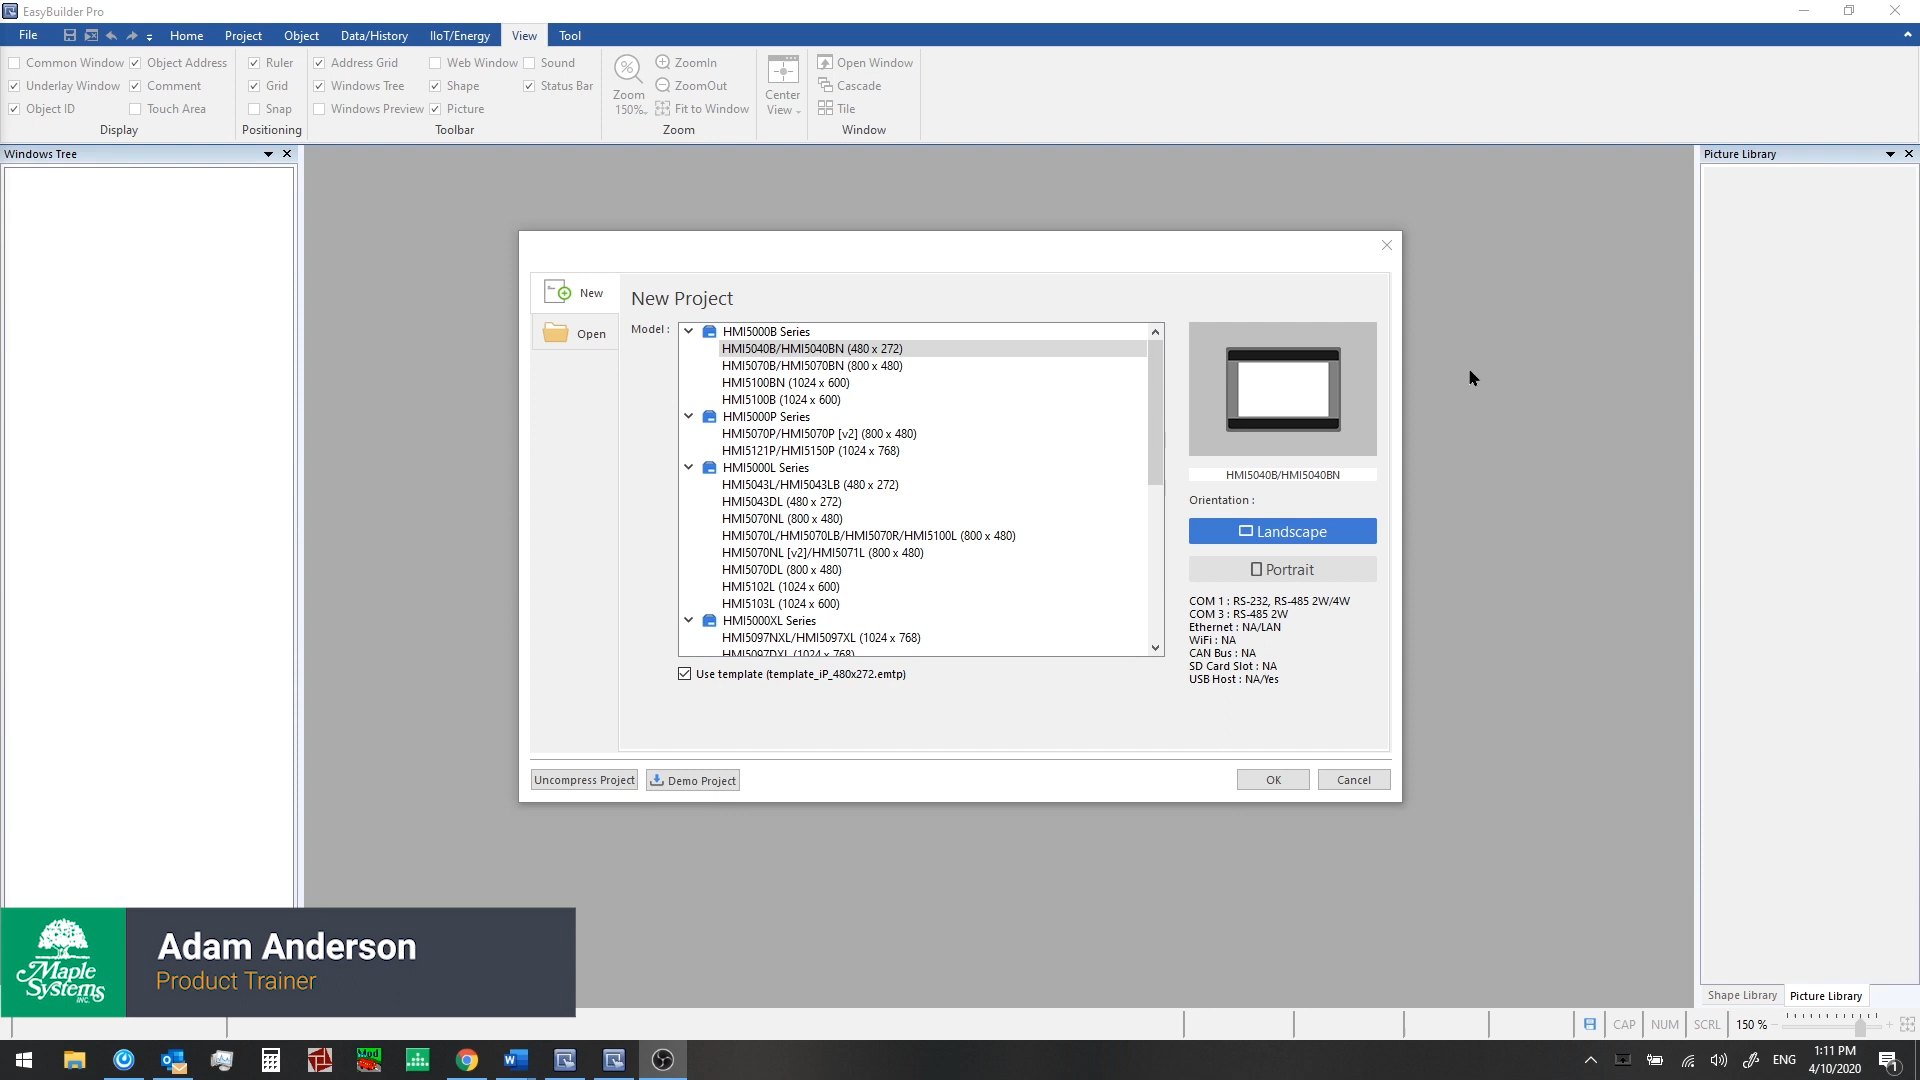 EasyBuilder Pro
File Home Project Object Data/History IIoT/Energy View Tool
Common Window Object Address Ruler Address Grid Web Window Sound Zoom ZoomIn Center Open Window
Underlay Window Comment Grid Windows Tree Shape Status Bar 150% ZoomOut View Cascade
Object ID Touch Area Snap Windows Preview Picture Fit to Window Tile
Display Positioning Toolbar Zoom Window
Windows Tree
Picture Library
New
Open
New Project
Model :
HMI5000B Series
HMI5040B/HMI5040BN (480 x 272)
HMI5070B/HMI5070BN (800 x 480)
HMI5100BN (1024 x 600)
HMI5100B (1024 x 600)
HMI5000P Series
HMI5070P/HMI5070P [v2] (800 x 480)
HMI5121P/HMI5150P (1024 x 768)
HMI5000L Series
HMI5043L/HMI5043LB (480 x 272)
HMI5043DL (480 x 272)
HMI5070NL (800 x 480)
HMI5070L/HMI5070LB/HMI5070R/HMI5100L (800 x 480)
HMI5070NL [v2]/HMI5071L (800 x 480)
HMI5070DL (800 x 480)
HMI5102L (1024 x 600)
HMI5103L (1024 x 600)
HMI5000XL Series
HMI5097NXL/HMI5097XL (1024 x 768)
HMI5097DXL (1024 x 768)
Use template (template_iP_480x272.emtp)
HMI5040B/HMI5040BN
Orientation :
Landscape
Portrait
COM 1 : RS-232, RS-485 2W/4W
COM 3 : RS-485 2W
Ethernet : NA/LAN
WiFi : NA
CAN Bus : NA
SD Card Slot : NA
USB Host : NA/Yes
Uncompress Project Demo Project OK Cancel
Maple
Systems
INC.
Adam Anderson
Product Trainer
Shape Library Picture Library
CAP NUM SCRL 150 %
ENG
1:11 PM
4/10/2020
1